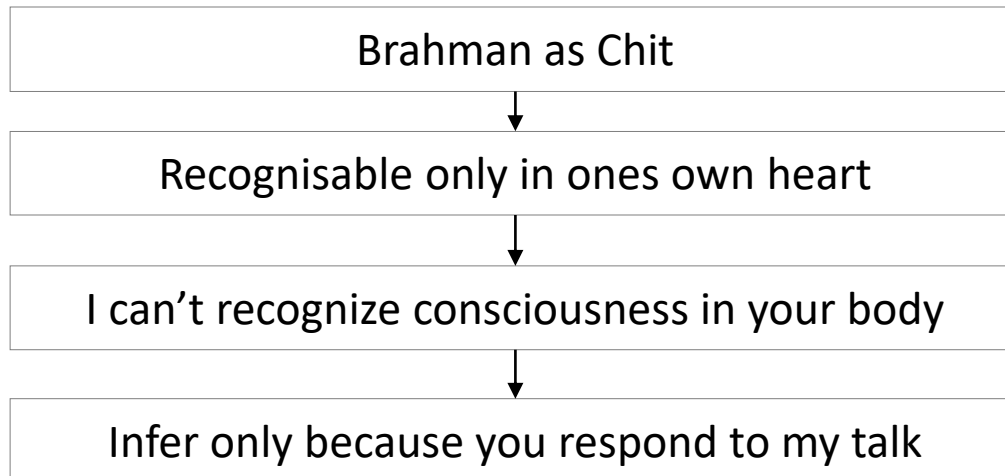 Brahman as Chit
Recognisable only in ones own heart
I can’t recognize consciousness in your body
Infer only because you respond to my talk